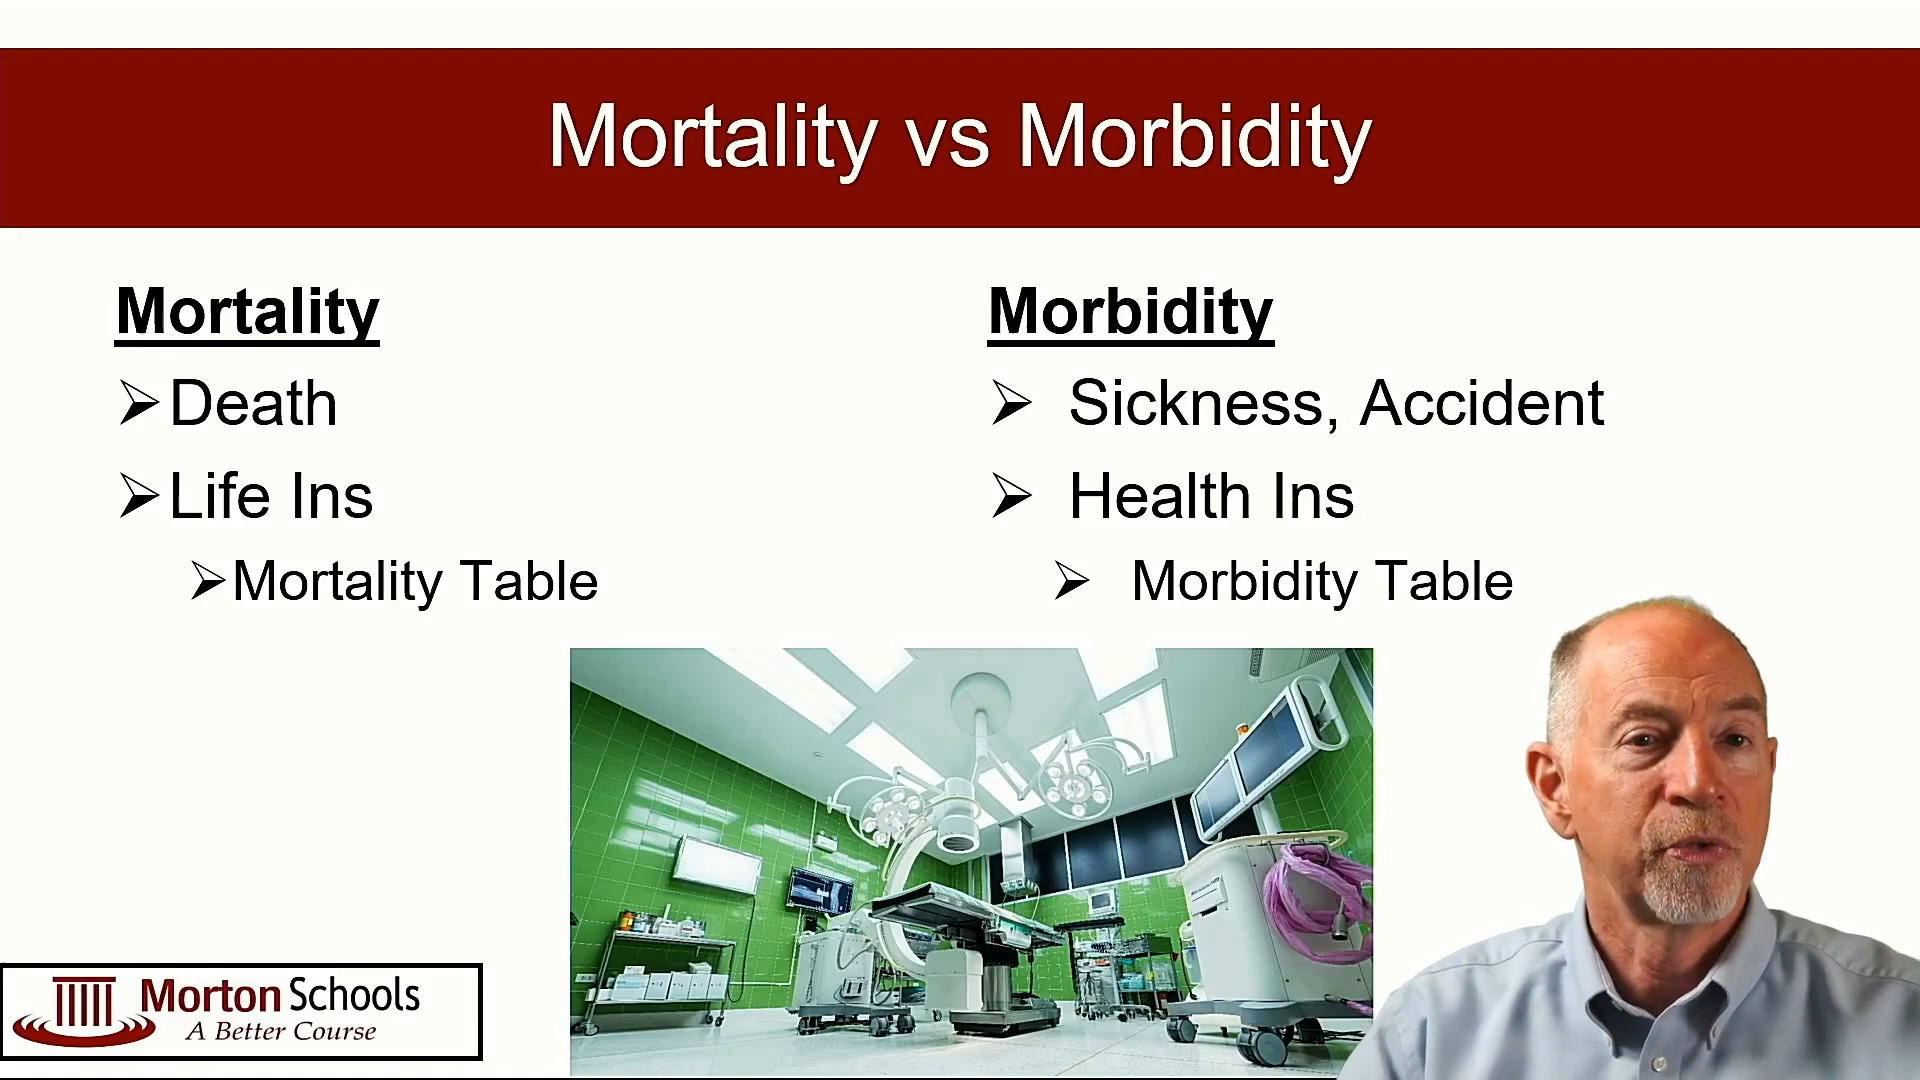 Mortality vs Morbidity
Mortality
Death
Life Ins
Mortality Table
Morbidity
Sickness, Accident
Health Ins
Morbidity Table
Morton Schools
A Better Course